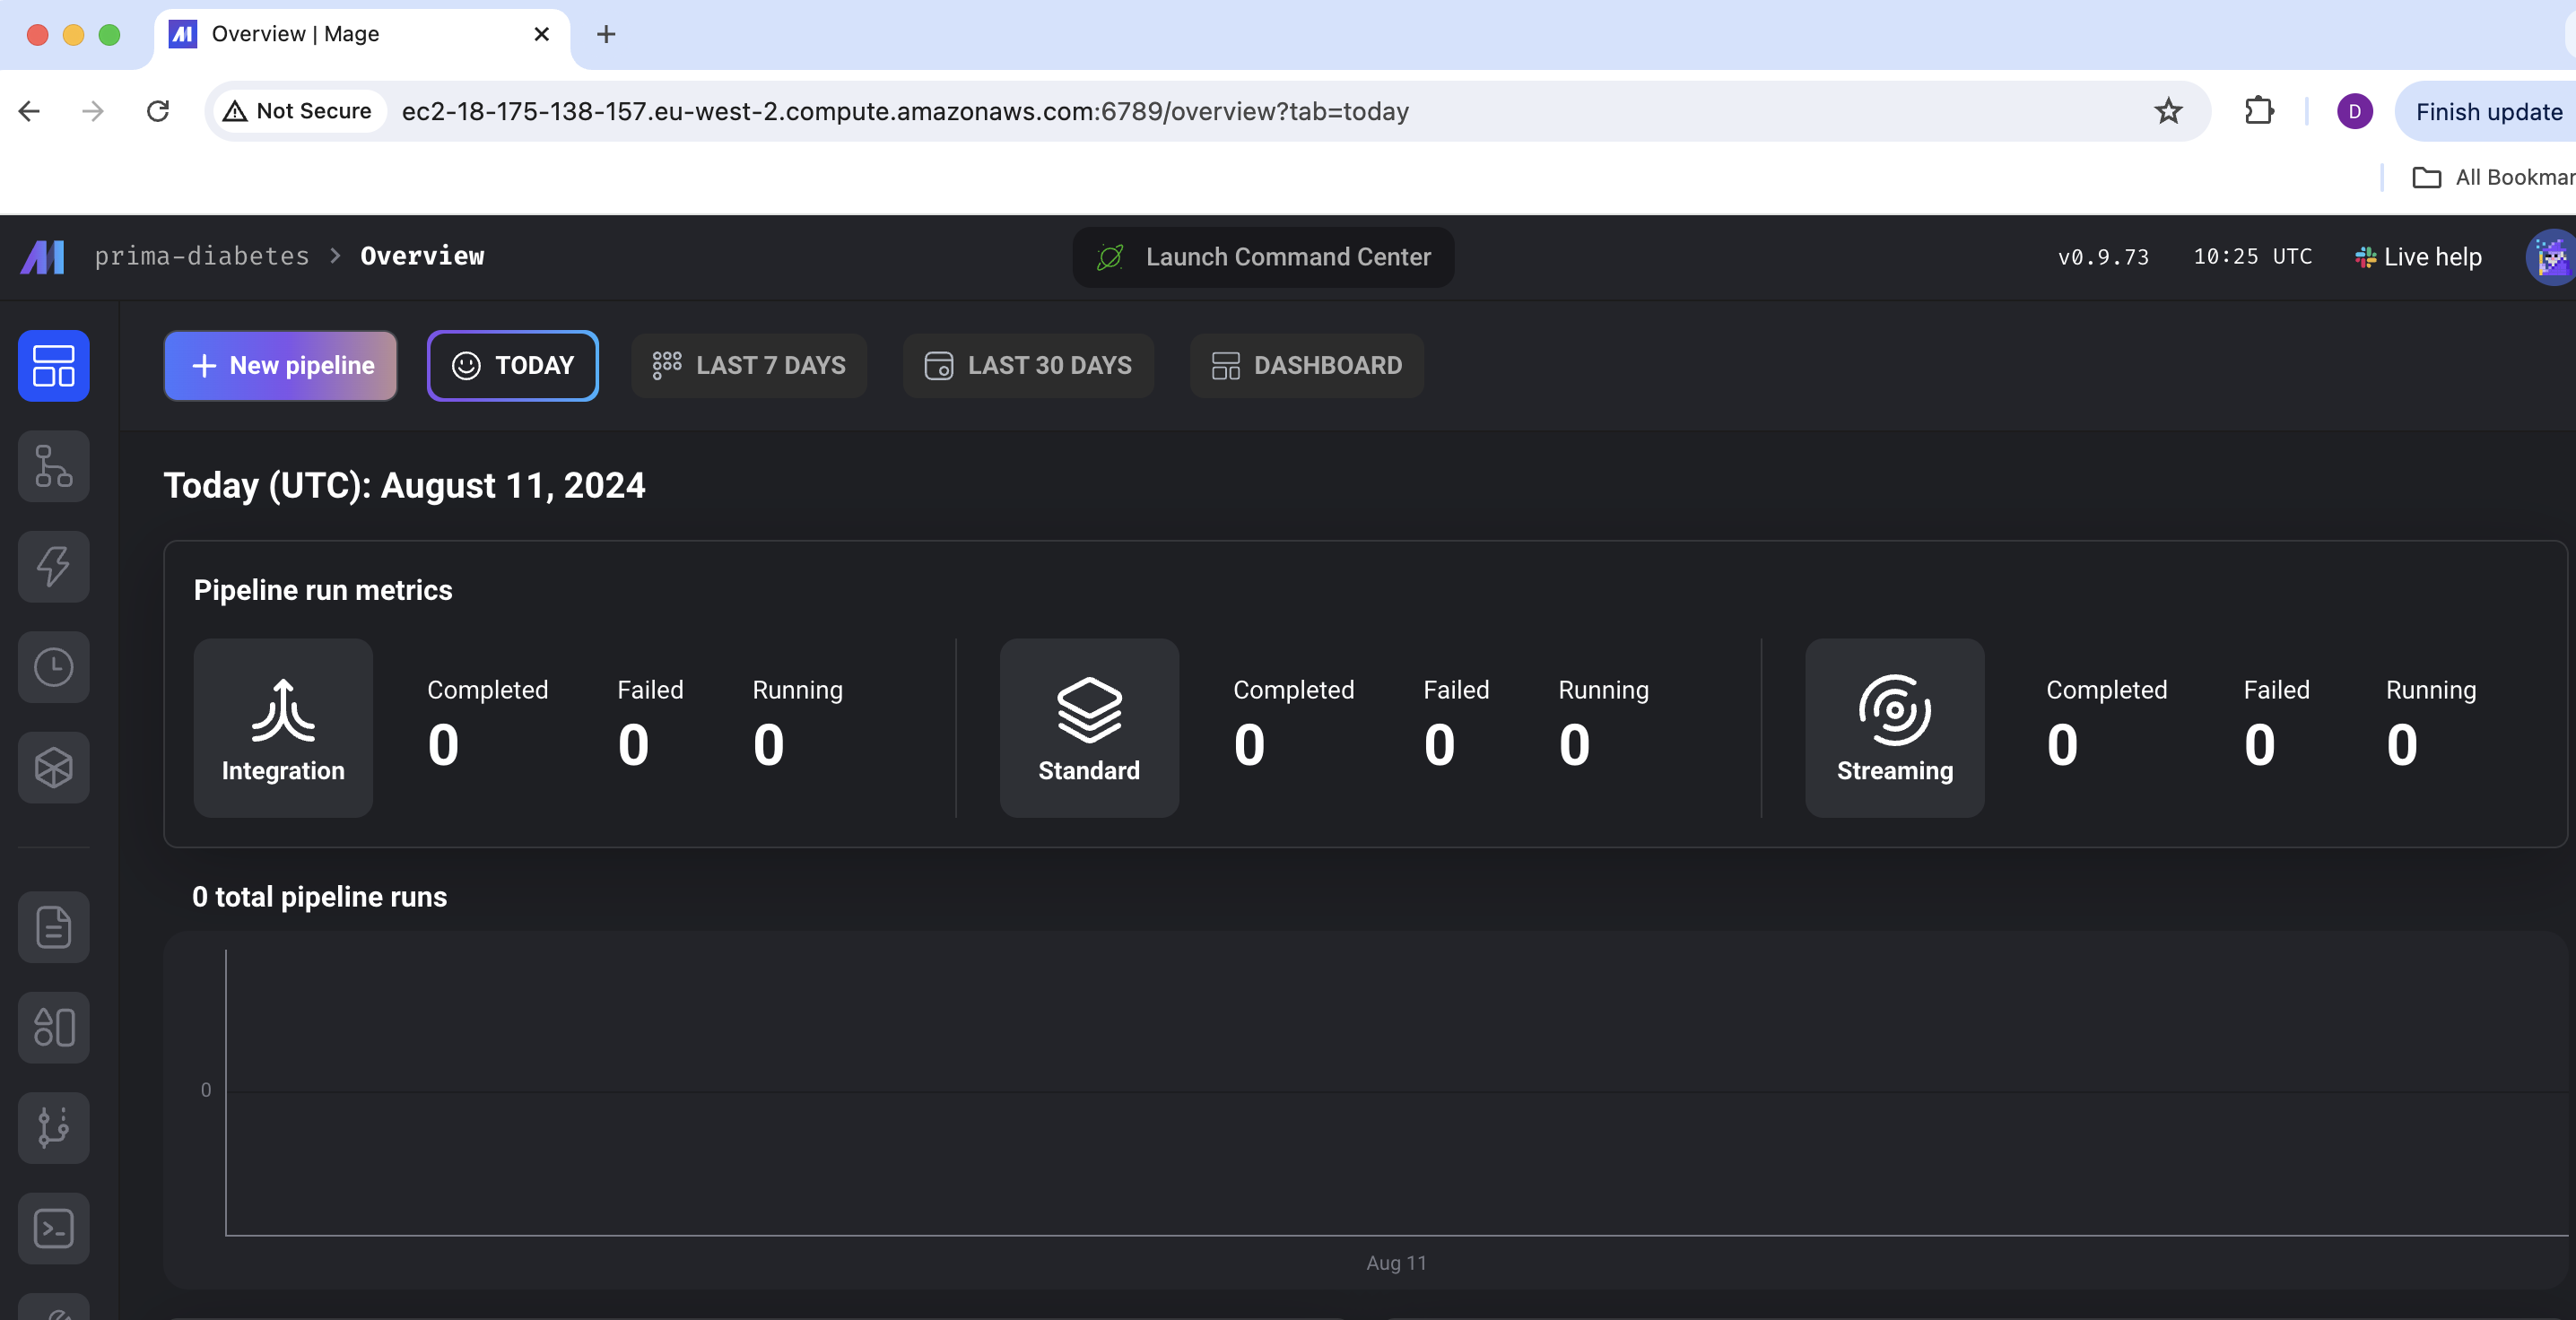 Overview | Mage
Not Secure
ec2-18-175-138-157.eu-west-2.compute.amazonaws.com:6789/overview?tab=today
D
Finish update
All Bookmar
prima-diabetes > Overview
Launch Command Center
v0.9.73
10:25 UTC
Live help
New pipeline
TODAY
LAST 7 DAYS
LAST 30 DAYS
DASHBOARD
Today (UTC): August 11, 2024
Pipeline run metrics
Integration
Completed Failed Running
0 0 0
Standard
Completed Failed Running
0 0 0
Streaming
Completed Failed Running
0 0 0
0 total pipeline runs
0
Aug 11